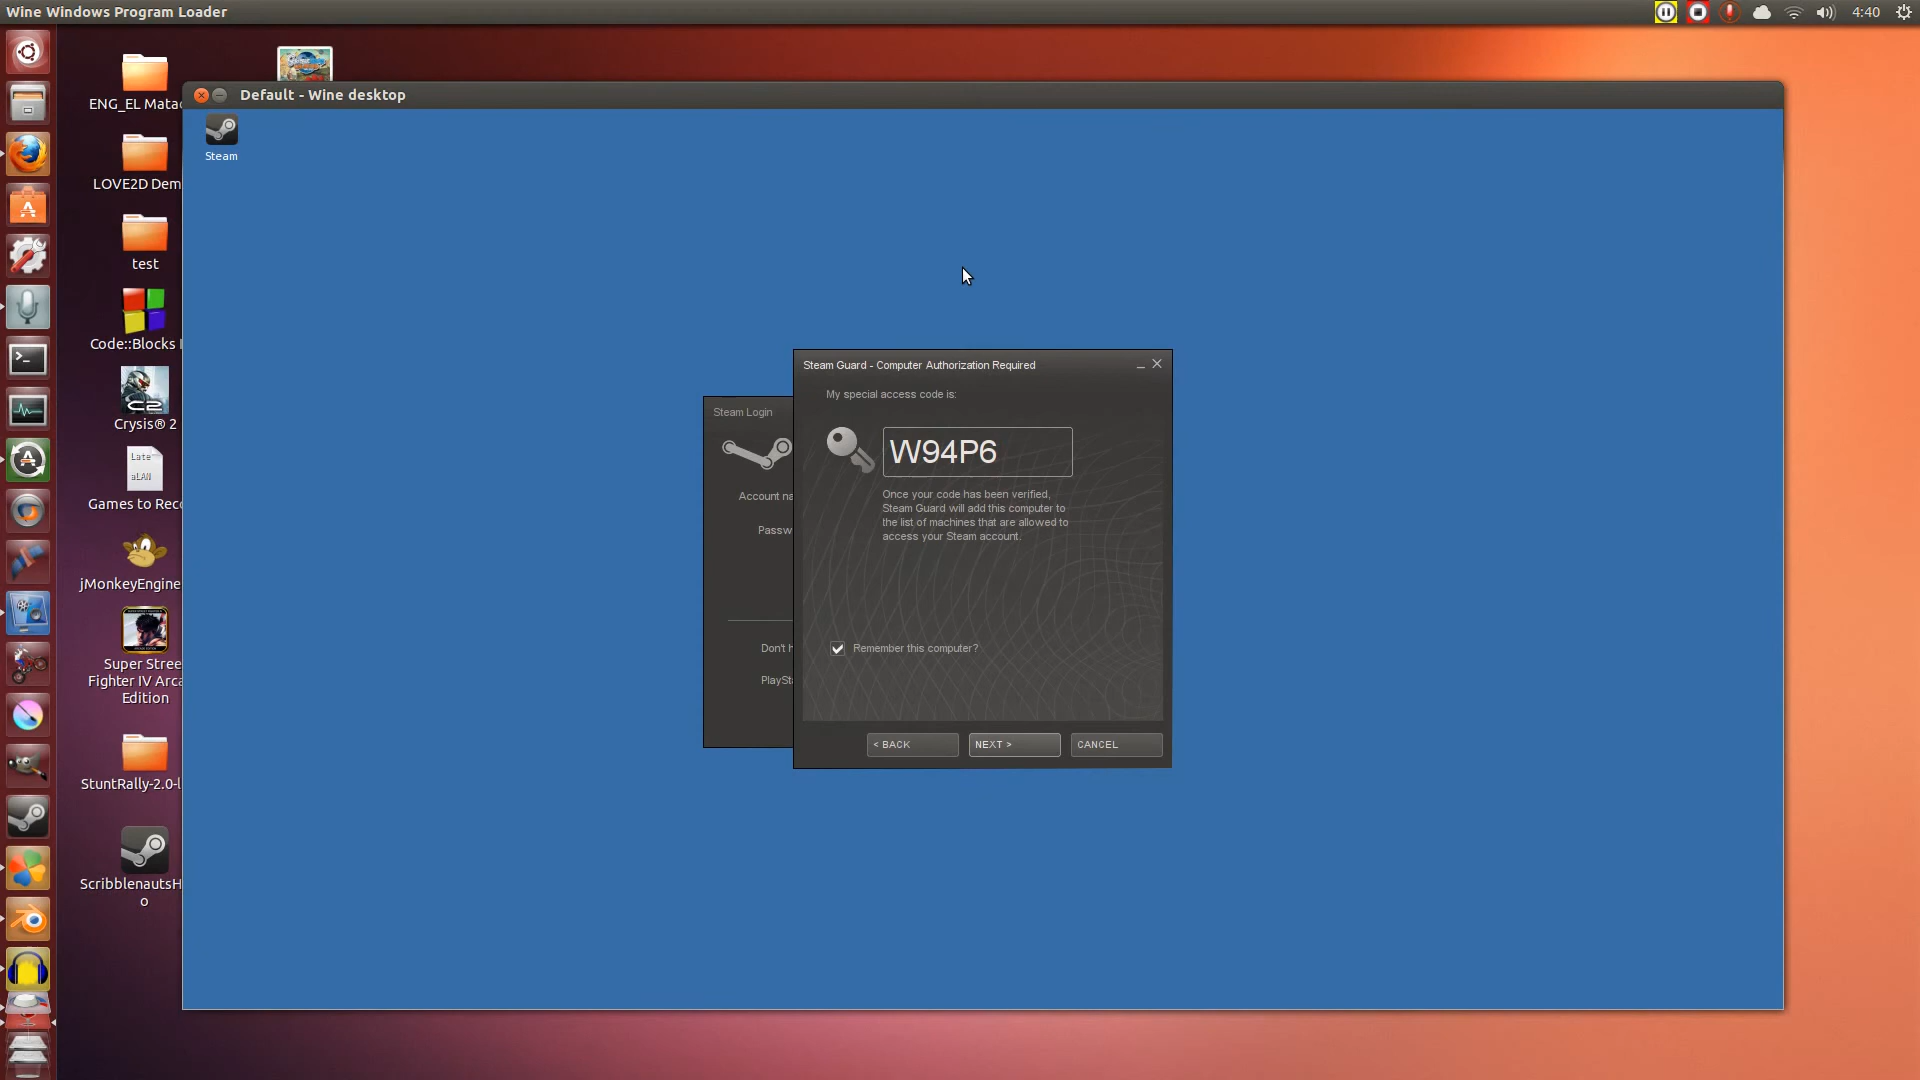 Wine Windows Program Loader
4:40
ENG_EL Matad
LOVE2D Dem
test
Code::Blocks I
Crysis® 2
Late
aLAN
Games to Reco
jMonkeyEngine
Super Stree
Fighter IV Arca
Edition
StuntRally-2.0-l
ScribblenautsH
o
Default - Wine desktop
Steam
Steam Login
Account na
Passw
Don't h
PlaySta
Steam Guard - Computer Authorization Required
My special access code is:
W94P6
Once your code has been verified,
Steam Guard will add this computer to
the list of machines that are allowed to
access your Steam account.
Remember this computer?
< BACK
NEXT >
CANCEL